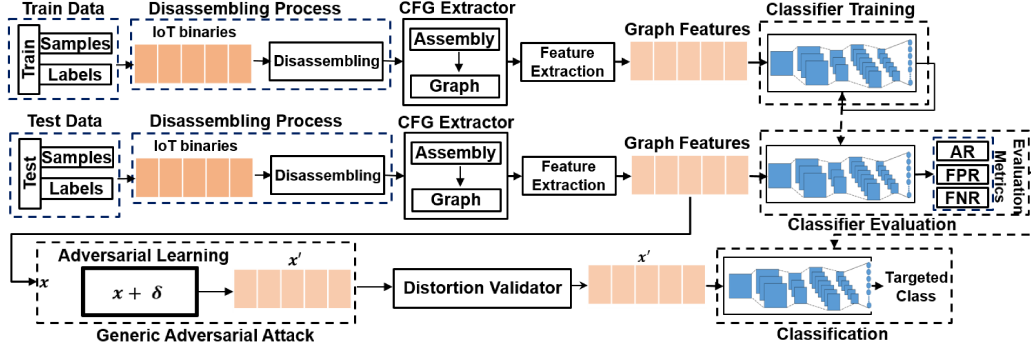 Train Data
Disassembling Process
CFG Extractor
Classifier Training
Train
Samples
Labels
IoT binaries
Disassembling
Assembly
Graph
Feature
Extraction
Graph Features
Test Data
Disassembling Process
CFG Extractor
Graph Features
Test
Samples
Labels
IoT binaries
Disassembling
Assembly
Graph
Feature
Extraction
AR
FPR
FNR
Metrics
Evaluation
Classifier Evaluation
x
Adversarial Learning
x + δ
x′
Generic Adversarial Attack
Distortion Validator
x′
Targeted
Class
Classification